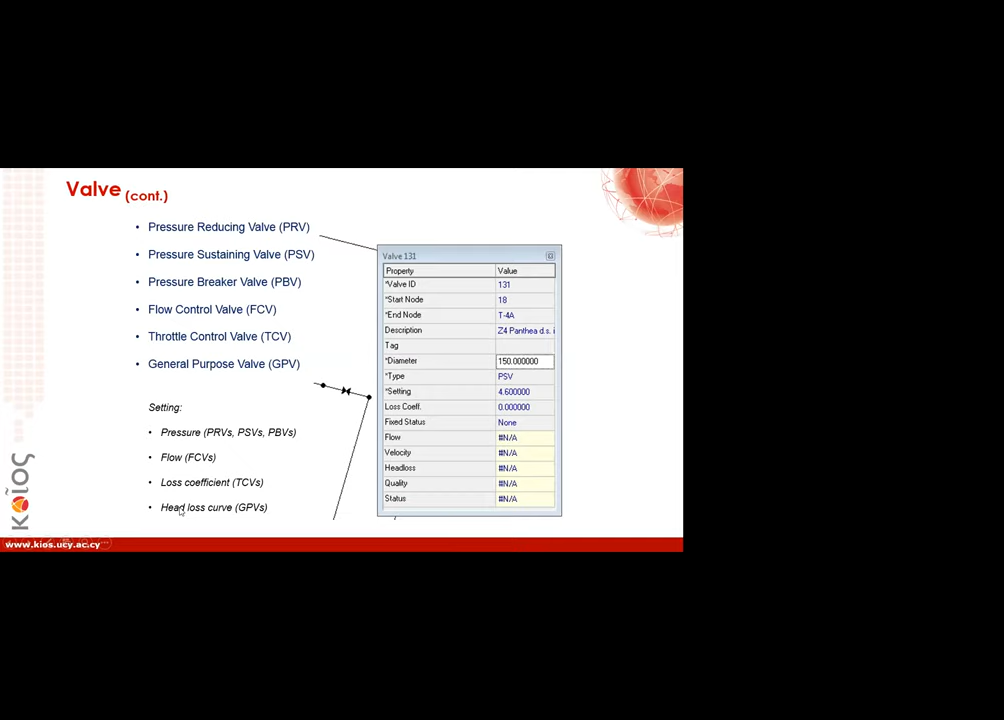 Valve (cont.)
• Pressure Reducing Valve (PRV)
• Pressure Sustaining Valve (PSV)
• Pressure Breaker Valve (PBV)
• Flow Control Valve (FCV)
• Throttle Control Valve (TCV)
• General Purpose Valve (GPV)
Setting:
• Pressure (PRVs, PSVs, PBVs)
• Flow (FCVs)
• Loss coefficient (TCVs)
• Head loss curve (GPVs)
Valve 131
Property Value
*Valve ID 131
*Start Node 18
*End Node T-4A
Description Z4 Panthea d.s. i
Tag
*Diameter 150.000000
*Type PSV
*Setting 4.600000
Loss Coeff. 0.000000
Fixed Status None
Flow #N/A
Velocity #N/A
Headloss #N/A
Quality #N/A
Status #N/A
κοῖος
www.kios.ucy.ac.cy